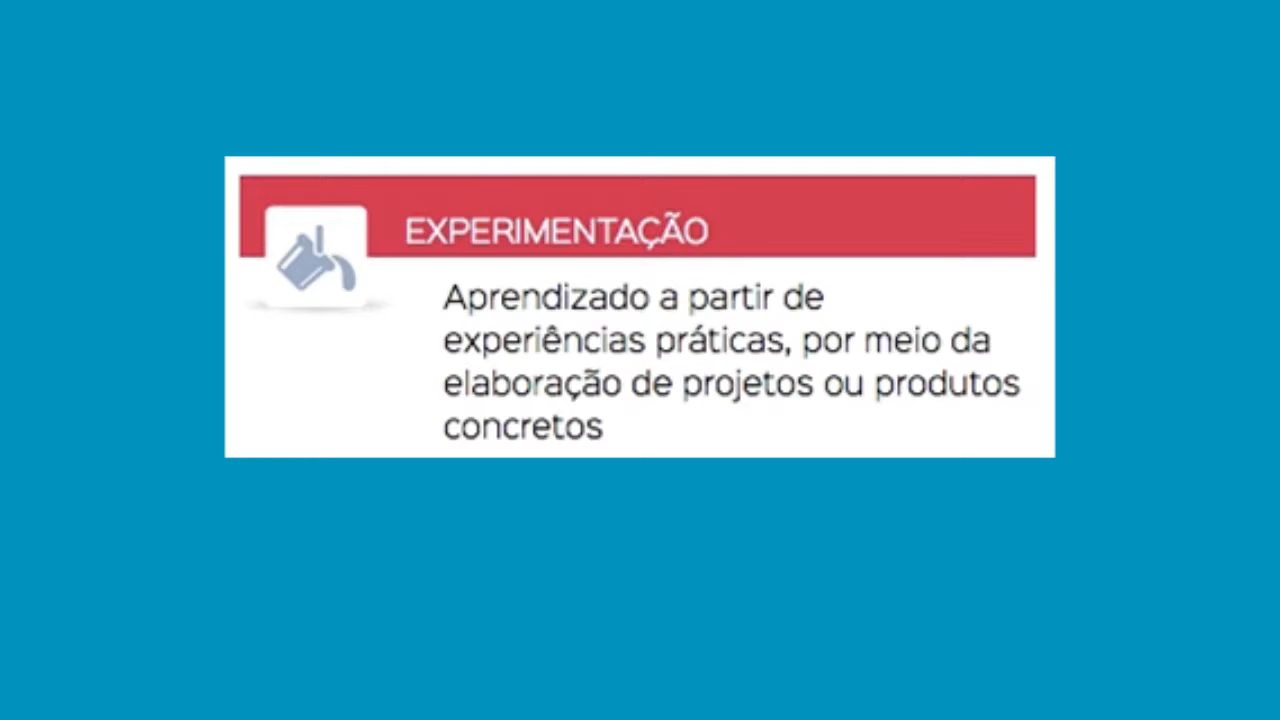 EXPERIMENTAÇÃO
Aprendizado a partir de
experiências práticas, por meio da
elaboração de projetos ou produtos
concretos